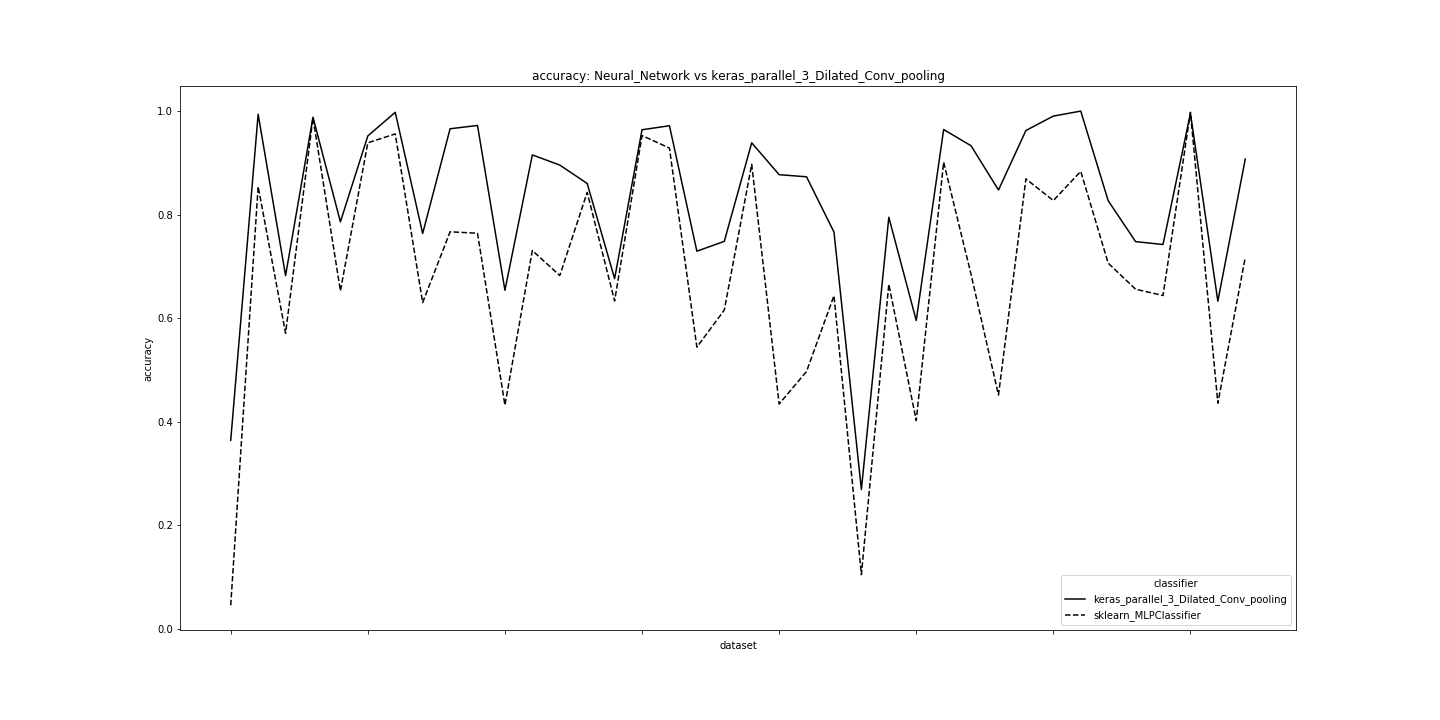 accuracy: Neural_Network vs keras_parallel_3_Dilated_Conv_pooling
1.0
0.8
0.6
0.4
0.2
0.0
accuracy
dataset
classifier
keras_parallel_3_Dilated_Conv_pooling
sklearn_MLPClassifier